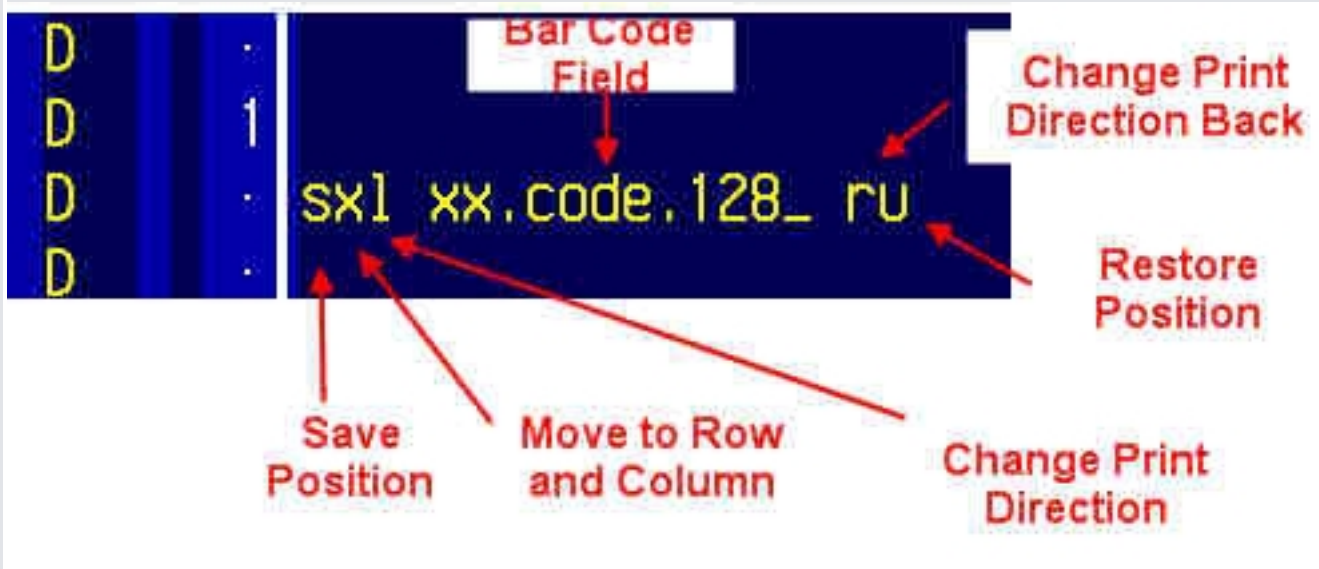 Bar Code
Field
Change Print
Direction Back
D .
D 1
D . sxl xx.code.128_ ru
D .
Restore
Position
Save
Position
Move to Row
and Column
Change Print
Direction